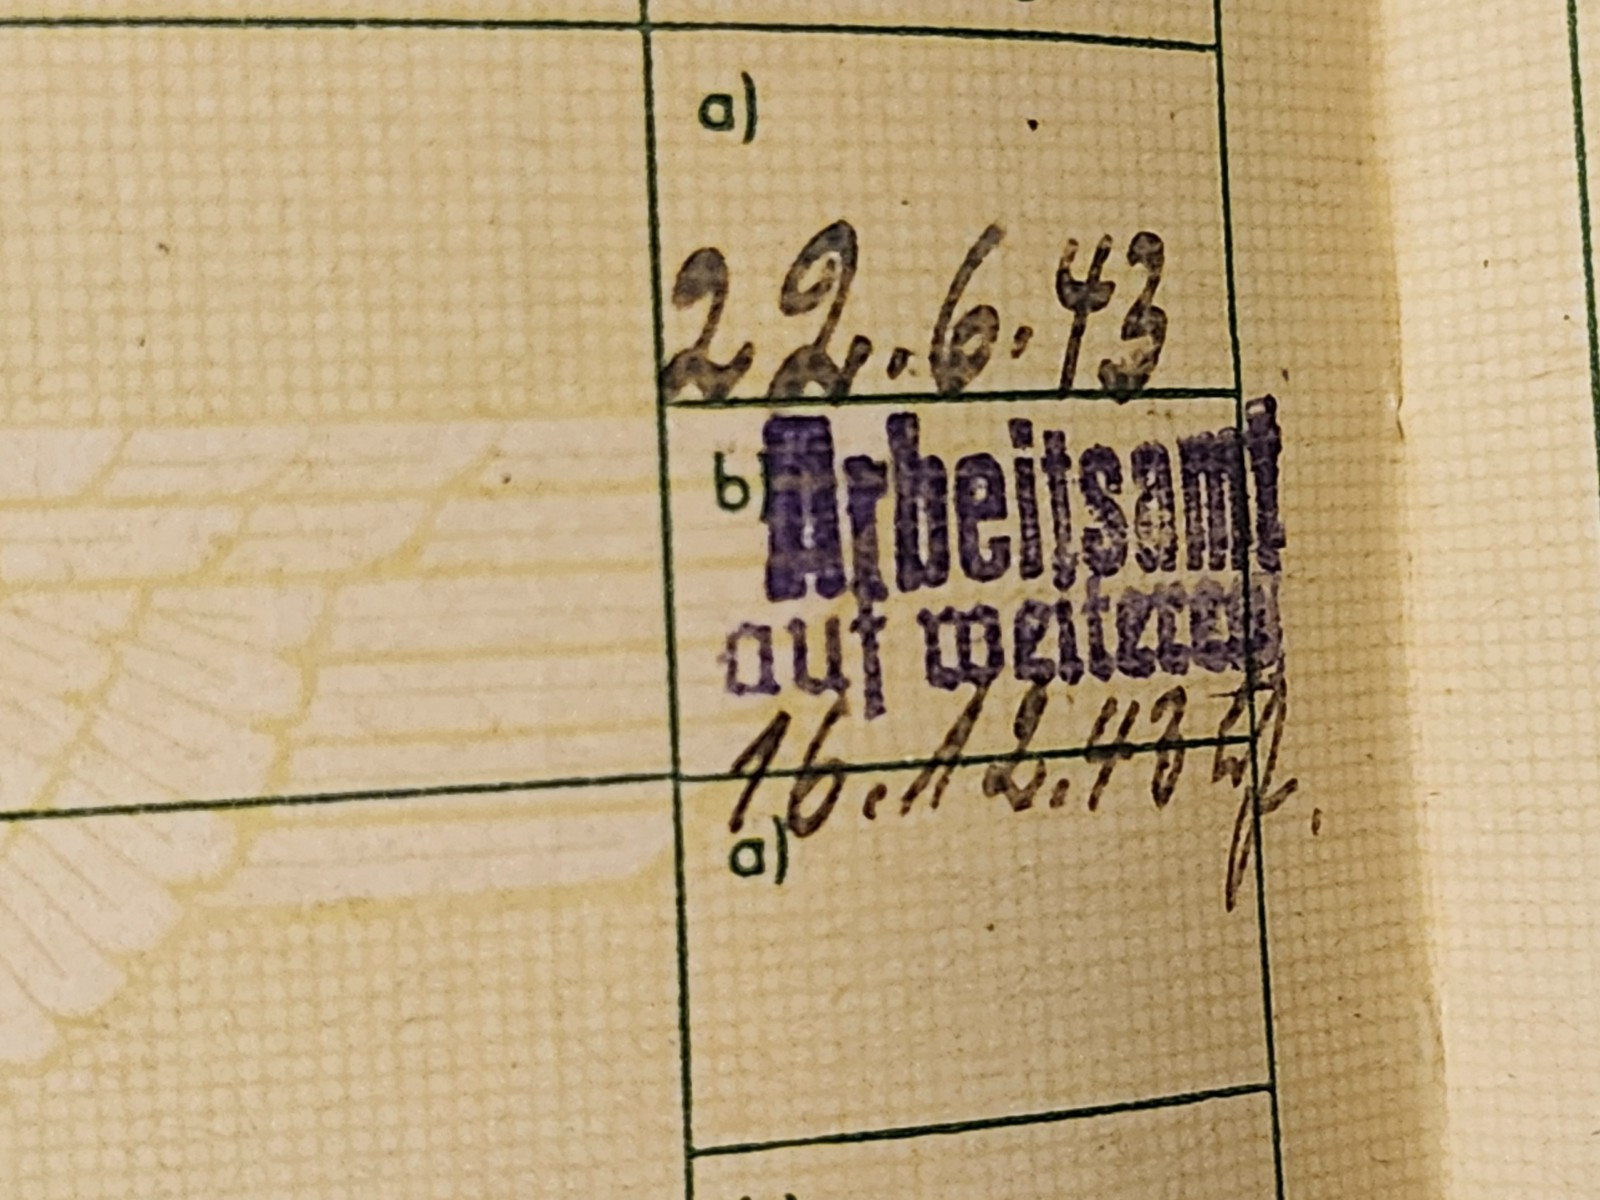 a)
22.6.43
b) Arbeitsamt
auf weiteres
16.12.43
a)